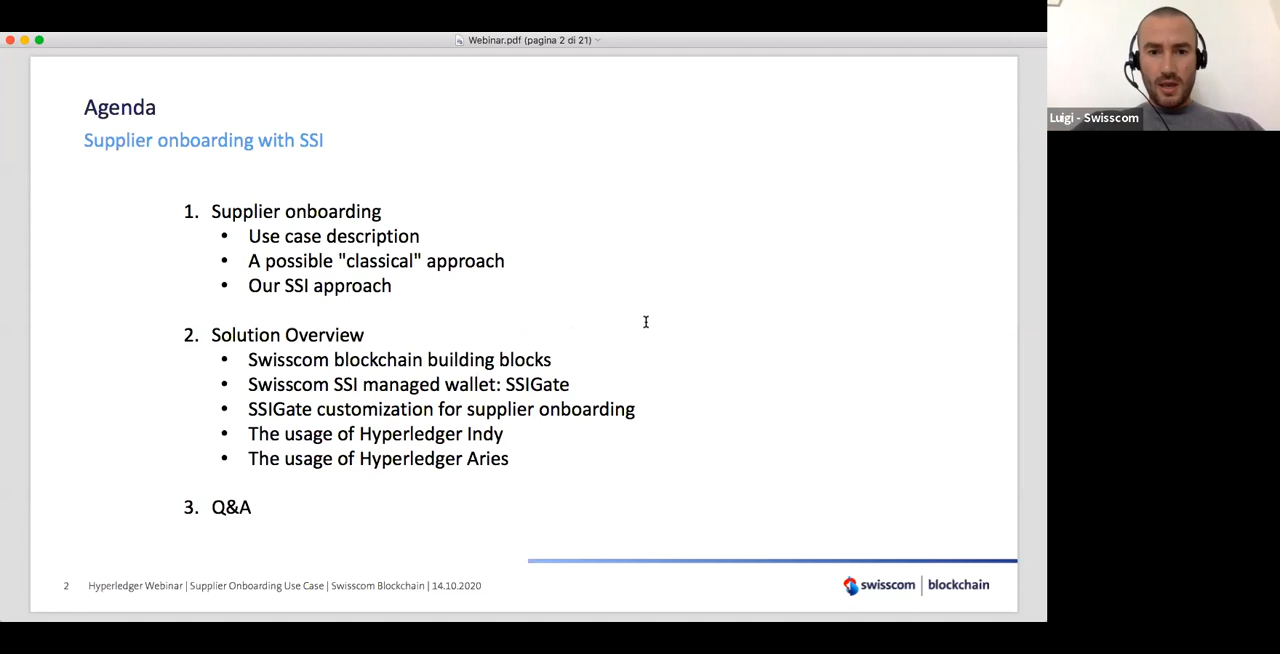 Webinar.pdf (pagina 2 di 21)
Luigi - Swisscom
Agenda
Supplier onboarding with SSI
1. Supplier onboarding
• Use case description
• A possible "classical" approach
• Our SSI approach
2. Solution Overview
• Swisscom blockchain building blocks
• Swisscom SSI managed wallet: SSIGate
• SSIGate customization for supplier onboarding
• The usage of Hyperledger Indy
• The usage of Hyperledger Aries
3. Q&A
2 Hyperledger Webinar | Supplier Onboarding Use Case | Swisscom Blockchain | 14.10.2020
swisscom | blockchain